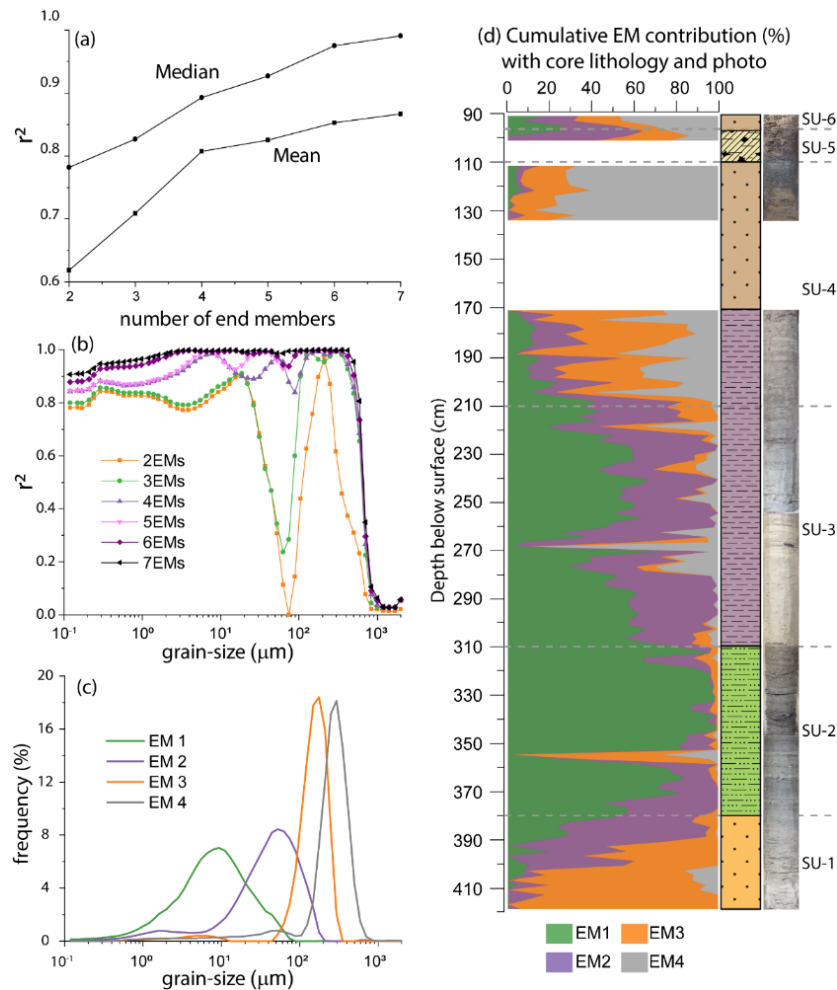 (a)
1.0
0.9
0.8
0.7
0.6
r²
Median
Mean
2
3
4
5
6
7
number of end members
(b)
1.0
0.8
0.6
0.4
0.2
0.0
r²
2EMs
3EMs
4EMs
5EMs
6EMs
7EMs
10⁻¹
10⁰
10¹
10²
10³
grain-size (μm)
(c)
20
16
12
8
4
0
frequency (%)
EM 1
EM 2
EM 3
EM 4
10⁻¹
10⁰
10¹
10²
10³
grain-size (μm)
(d) Cumulative EM contribution (%)
with core lithology and photo
0
20
40
60
80
100
Depth below surface (cm)
90
110
130
150
170
190
210
230
250
270
290
310
330
350
370
390
410
SU-6
SU-5
SU-4
SU-3
SU-2
SU-1
EM1
EM3
EM2
EM4